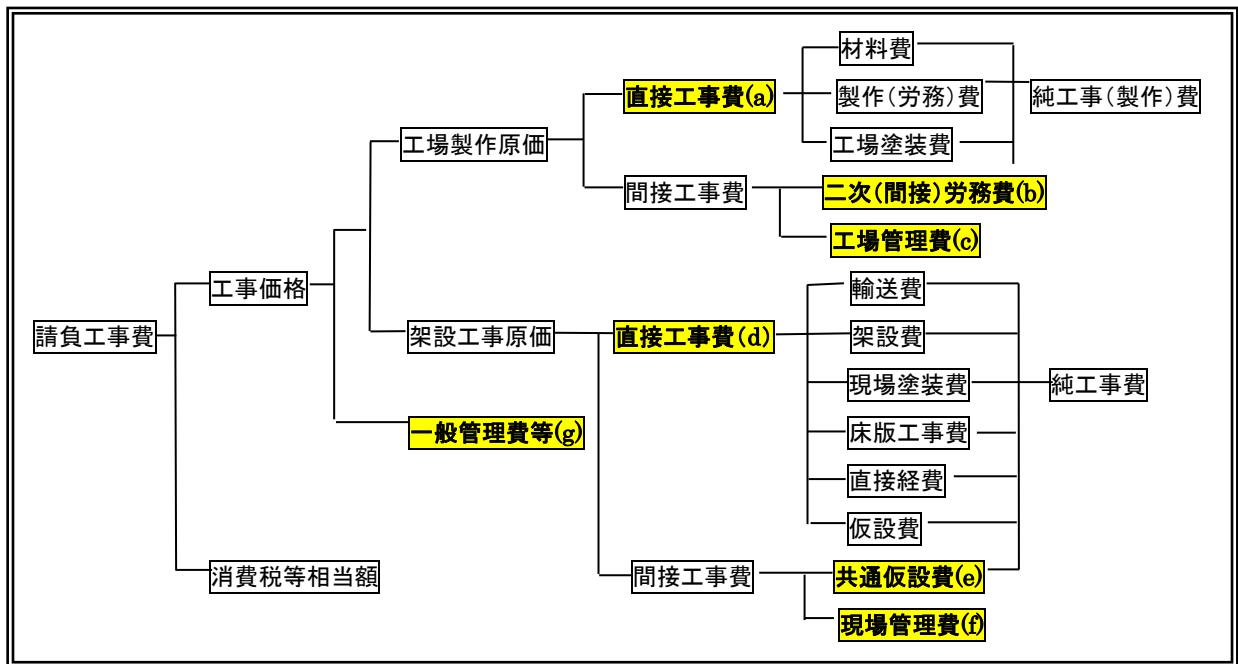 材料費
直接工事費(a)
製作(労務)費
純工事(製作)費
工場製作原価
工場塗装費
間接工事費
二次(間接)労務費(b)
工場管理費(c)
工事価格
輸送費
請負工事費
架設工事原価
直接工事費(d)
架設費
現場塗装費
純工事費
一般管理費等(g)
床版工事費
直接経費
仮設費
消費税等相当額
間接工事費
共通仮設費(e)
現場管理費(f)